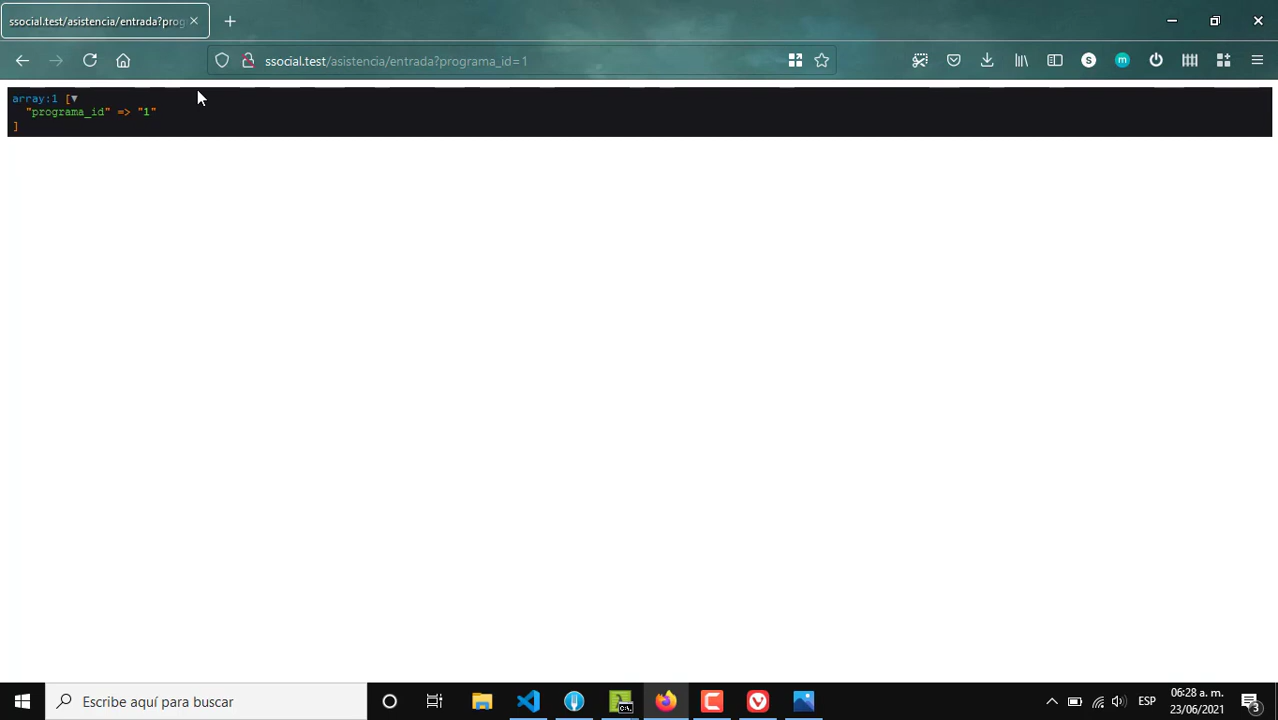 ssocial.test/asistencia/entrada?prog
ssocial.test/asistencia/entrada?programa_id=1
S
m
array:1 [▼
"programa_id" => "1"
]
Escribe aquí para buscar
C:\.
ESP
06:28 a. m.
23/06/2021
3